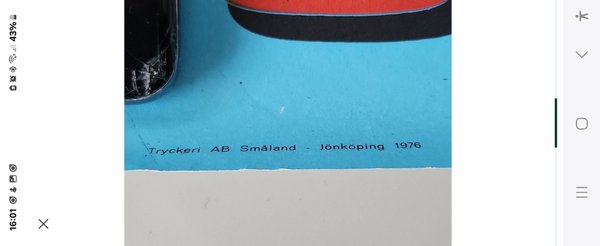 Tryckeri AB Småland - Jönköping 1976
16:01
43%